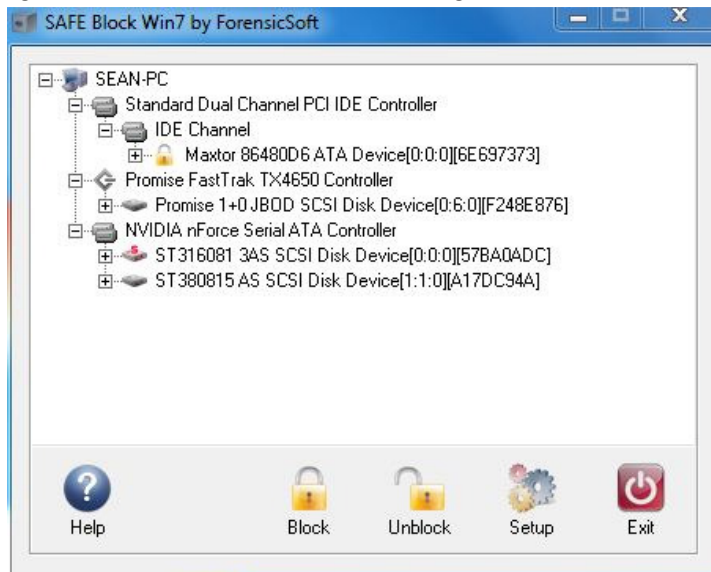 SAFE Block Win7 by ForensicSoft
SEAN-PC
Standard Dual Channel PCI IDE Controller
IDE Channel
Maxtor 86480D6 ATA Device[0:0:0][6E697373]
Promise FastTrak TX4650 Controller
Promise 1+0 JBOD SCSI Disk Device[0:6:0][F248E876]
NVIDIA nForce Serial ATA Controller
ST316081 3AS SCSI Disk Device[0:0:0][57BA0ADC]
ST380815 AS SCSI Disk Device[1:1:0][A17DC94A]
Help Block Unblock Setup Exit